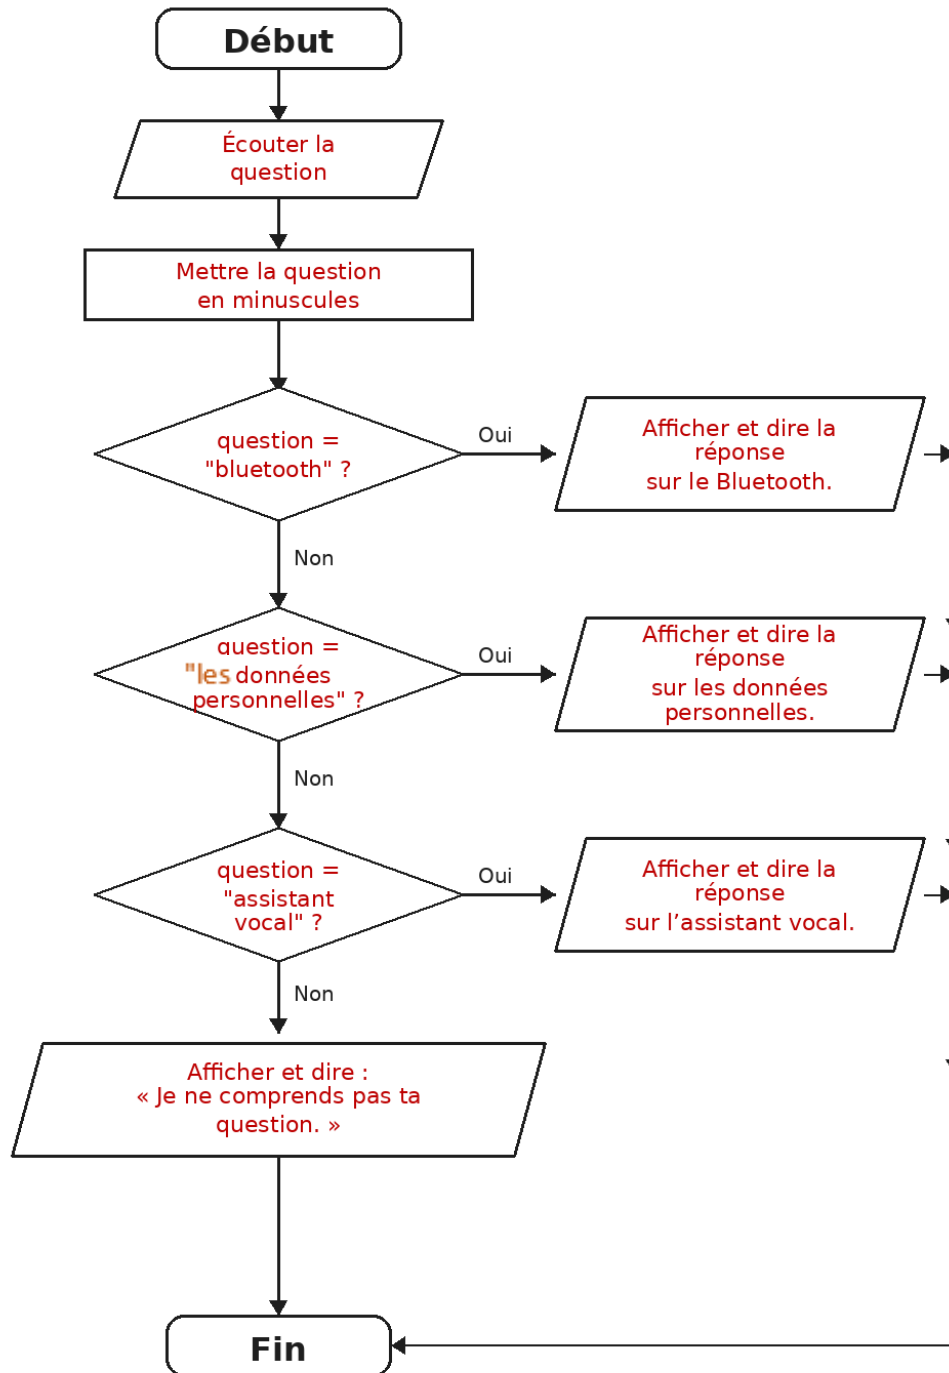 Début
Écouter la
question
Mettre la question
en minuscules
question =
"bluetooth" ?
Oui
Afficher et dire la
réponse
sur le Bluetooth.
Non
question =
"les données
personnelles" ?
Oui
Afficher et dire la
réponse
sur les données
personnelles.
Non
question =
"assistant
vocal" ?
Oui
Afficher et dire la
réponse
sur l’assistant vocal.
Non
Afficher et dire :
« Je ne comprends pas ta
question. »
Fin